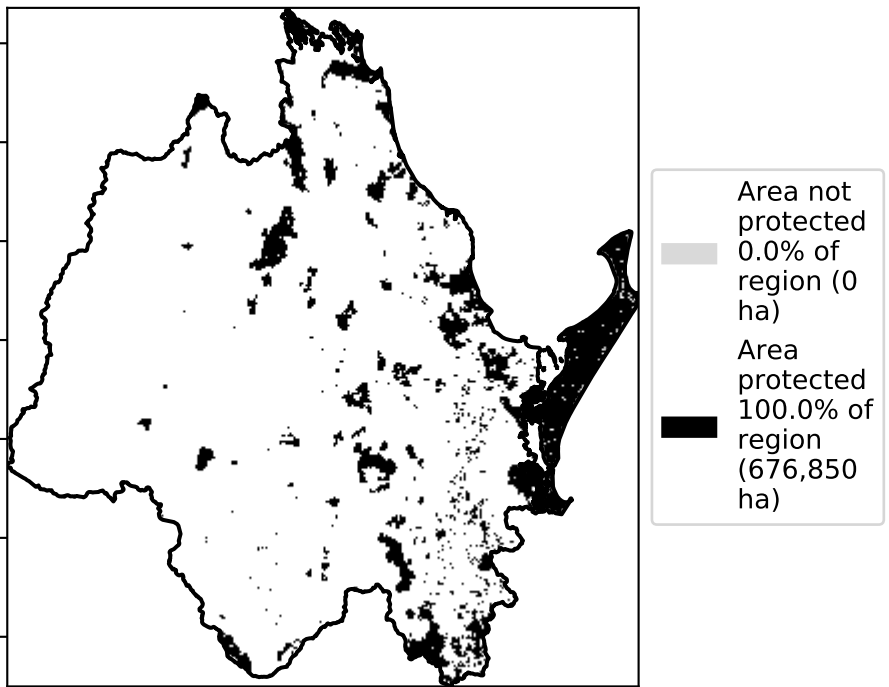 Area not
protected
0.0% of
region (0
ha)
Area
protected
100.0% of
region
(676,850
ha)